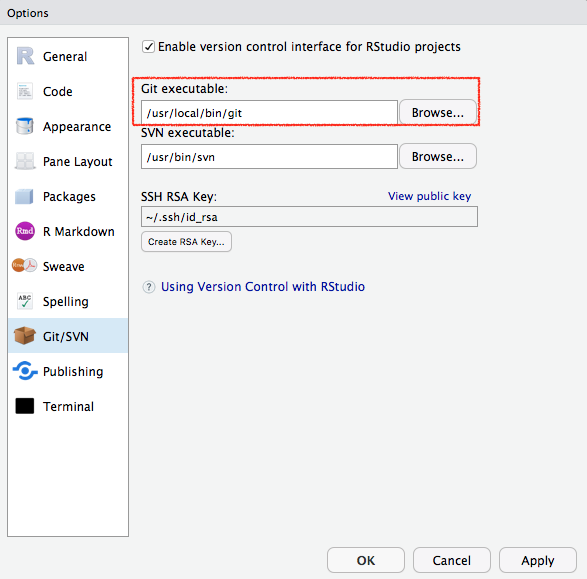 Options
General
Code
Appearance
Pane Layout
Packages
Rmd
R Markdown
Sweave
ABC
Spelling
Git/SVN
Publishing
Terminal
Enable version control interface for RStudio projects
Git executable:
/usr/local/bin/git
Browse...
SVN executable:
/usr/bin/svn
Browse...
SSH RSA Key:
View public key
~/.ssh/id_rsa
Create RSA Key...
? Using Version Control with RStudio
OK
Cancel
Apply